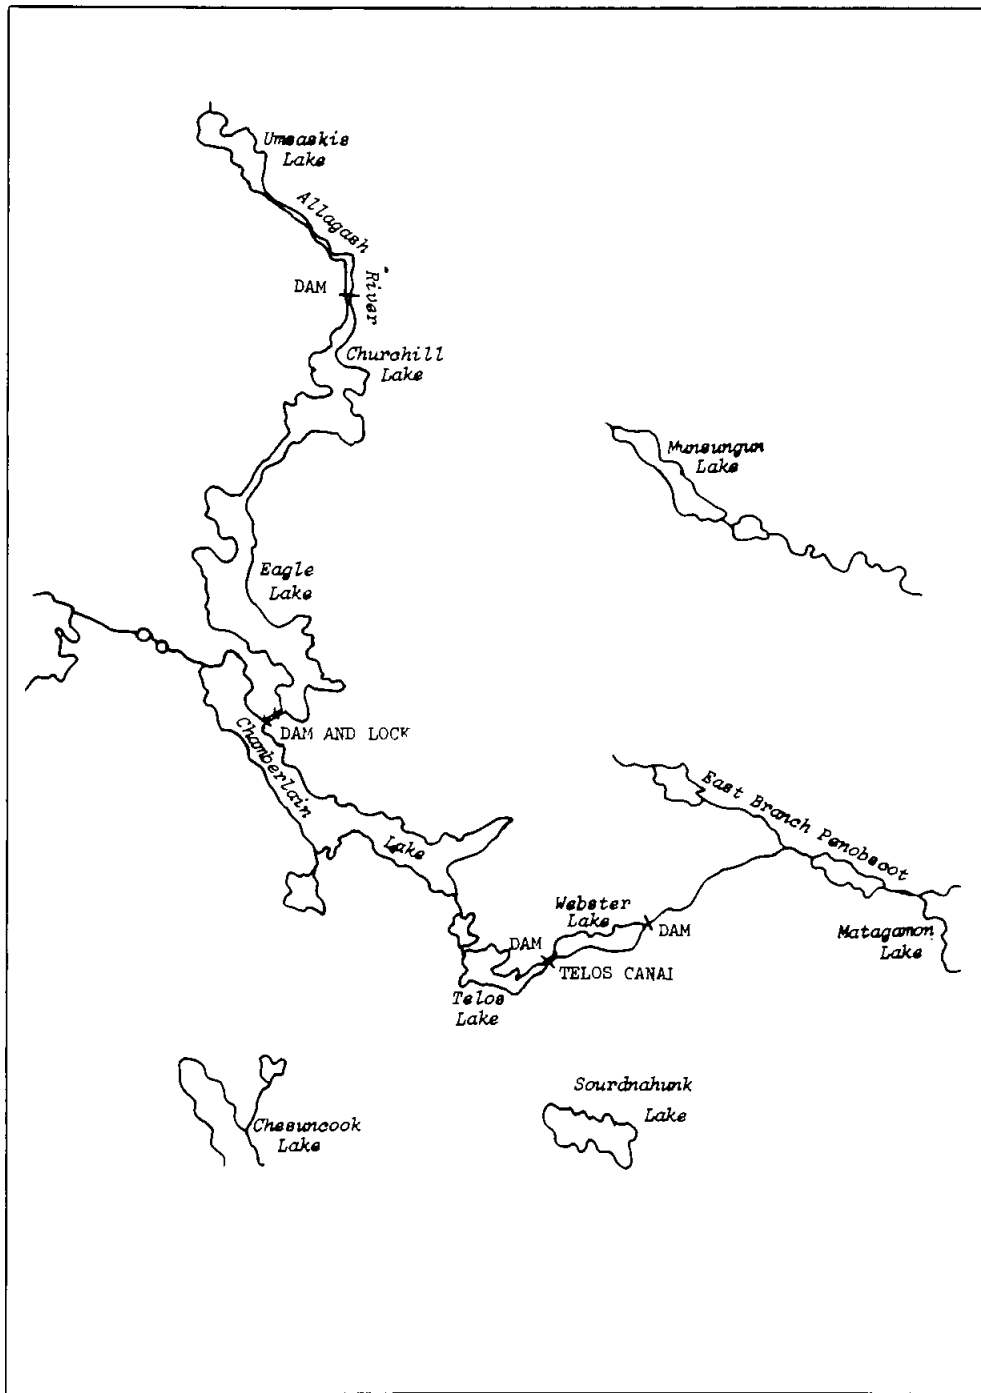 Umsaskis
Lake
Allagash
River
DAM
Churchill
Lake
Munsungun
Lake
Eagle
Lake
DAM AND LOCK
Chamberlain
Lake
East Branch Penobscot
Webster
Lake
DAM
DAM
Matagamon
Lake
TELOS CANAL
Telos
Lake
Sourdnahunk
Lake
Chesuncook
Lake